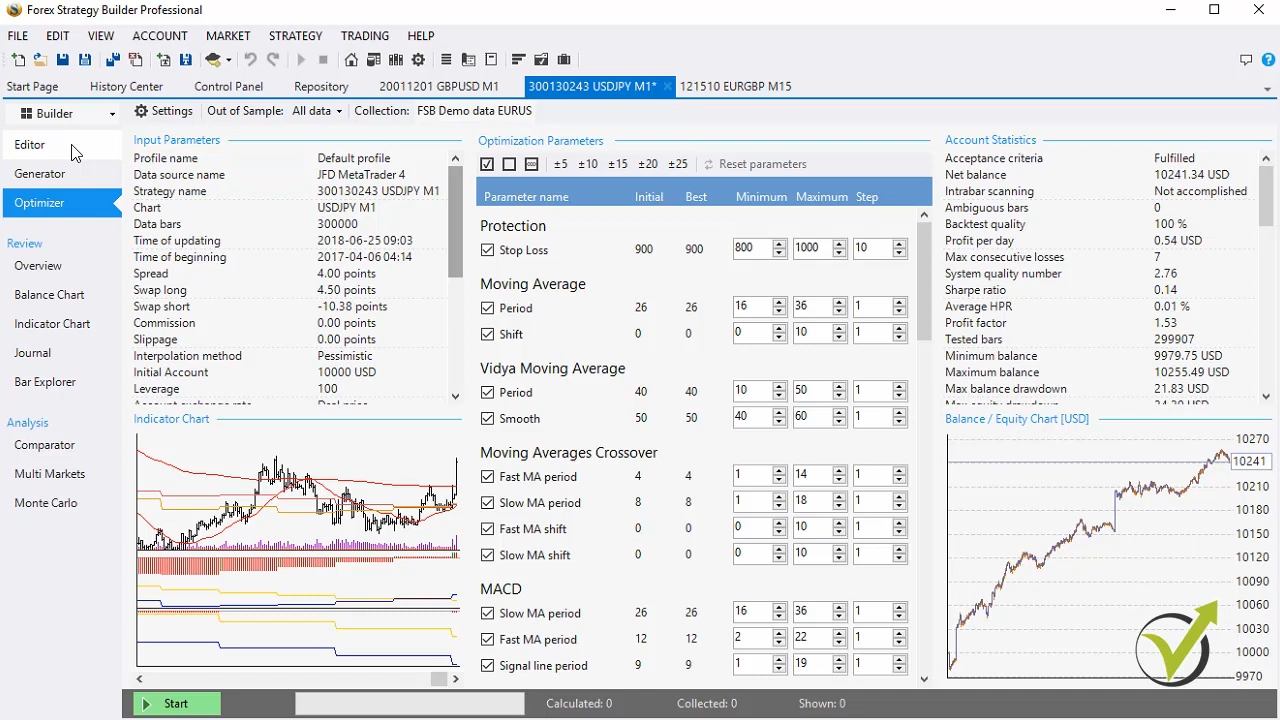 Forex Strategy Builder Professional
FILE EDIT VIEW ACCOUNT MARKET STRATEGY TRADING HELP
Start Page History Center Control Panel Repository 20011201 GBPUSD M1 300130243 USDJPY M1* 121510 EURGBP M15
Builder
Settings Out of Sample: All data Collection: FSB Demo data EURUS
Editor
Generator
Optimizer
Review
Overview
Balance Chart
Indicator Chart
Journal
Bar Explorer
Analysis
Comparator
Multi Markets
Monte Carlo
Input Parameters
Profile name Default profile
Data source name JFD MetaTrader 4
Strategy name 300130243 USDJPY M1
Chart USDJPY M1
Data bars 300000
Time of updating 2018-06-25 09:03
Time of beginning 2017-04-06 04:14
Spread 4.00 points
Swap long 4.50 points
Swap short -10.38 points
Commission 0.00 points
Slippage 0.00 points
Interpolation method Pessimistic
Initial Account 10000 USD
Leverage 100
Indicator Chart
Optimization Parameters
±5 ±10 ±15 ±20 ±25 Reset parameters
Parameter name Initial Best Minimum Maximum Step
Protection
Stop Loss 900 900 800 1000 10
Moving Average
Period 26 26 16 36 1
Shift 0 0 0 10 1
Vidya Moving Average
Period 40 40 10 50 1
Smooth 50 50 40 60 1
Moving Averages Crossover
Fast MA period 4 4 1 14 1
Slow MA period 8 8 1 18 1
Fast MA shift 0 0 0 10 1
Slow MA shift 0 0 0 10 1
MACD
Slow MA period 26 26 16 36 1
Fast MA period 12 12 2 22 1
Signal line period 9 9 1 19 1
Account Statistics
Acceptance criteria Fulfilled
Net balance 10241.34 USD
Intrabar scanning Not accomplished
Ambiguous bars 0
Backtest quality 100 %
Profit per day 0.54 USD
Max consecutive losses 7
System quality number 2.76
Sharpe ratio 0.14
Average HPR 0.01 %
Profit factor 1.53
Tested bars 299907
Minimum balance 9979.75 USD
Maximum balance 10255.49 USD
Max balance drawdown 21.83 USD
Balance / Equity Chart [USD]
10270
10241
10210
10180
10150
10120
10090
10060
10030
10000
9970
Start Calculated: 0 Collected: 0 Shown: 0